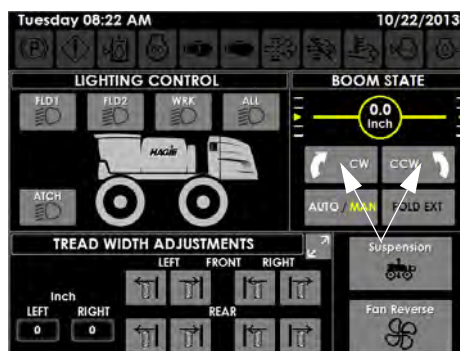 Tuesday 08:22 AM 10/22/2013
LIGHTING CONTROL
FLD1 FLD2 WRK ALL
HAGIE
ATCH
BOOM STATE
0.0
Inch
CW CCW
AUTO / MAN FOLD EXT
TREAD WIDTH ADJUSTMENTS
LEFT FRONT RIGHT
Inch
LEFT RIGHT
0 0
REAR
Suspension
Fan Reverse